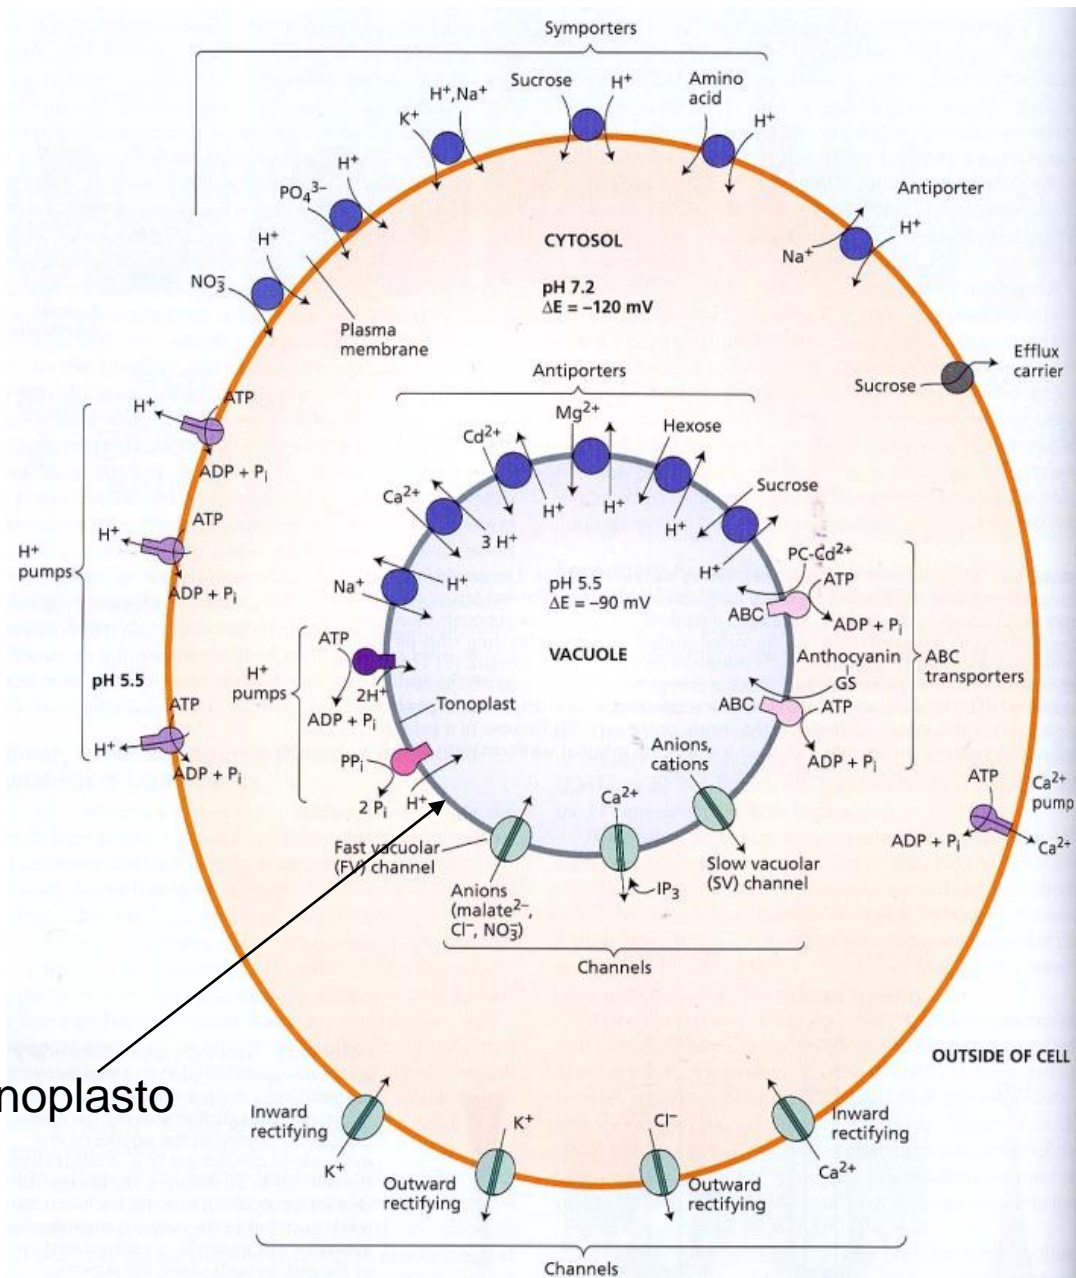 Symporters
Sucrose
H⁺
Amino
acid
H⁺
H⁺,Na⁺
K⁺
H⁺
PO₄³⁻
H⁺
NO₃⁻
Plasma
membrane
CYTOSOL
pH 7.2
ΔE = –120 mV
Antiporter
Na⁺
H⁺
Efflux
carrier
Sucrose
H⁺
pumps
pH 5.5
H⁺
ATP
ADP + Pᵢ
H⁺
ATP
ADP + Pᵢ
H⁺
ATP
ADP + Pᵢ
Antiporters
Mg²⁺
H⁺
Cd²⁺
H⁺
Hexose
H⁺
Ca²⁺
3 H⁺
Sucrose
H⁺
Na⁺
H⁺
pH 5.5
ΔE = –90 mV
VACUOLE
PC-Cd²⁺
ATP
ABC
ADP + Pᵢ
Anthocyanin
GS
ABC
ATP
ADP + Pᵢ
ABC
transporters
H⁺
pumps
ATP
2H⁺
ADP + Pᵢ
Tonoplast
PPᵢ
2 Pᵢ
H⁺
Fast vacuolar
(FV) channel
Anions
(malate²⁻,
Cl⁻, NO₃⁻)
Ca²⁺
IP₃
Anions,
cations
Slow vacuolar
(SV) channel
Channels
ATP
ADP + Pᵢ
Ca²⁺
pump
Ca²⁺
OUTSIDE OF CELL
noplasto
Inward
rectifying
K⁺
K⁺
Outward
rectifying
Cl⁻
Outward
rectifying
Inward
rectifying
Ca²⁺
Channels